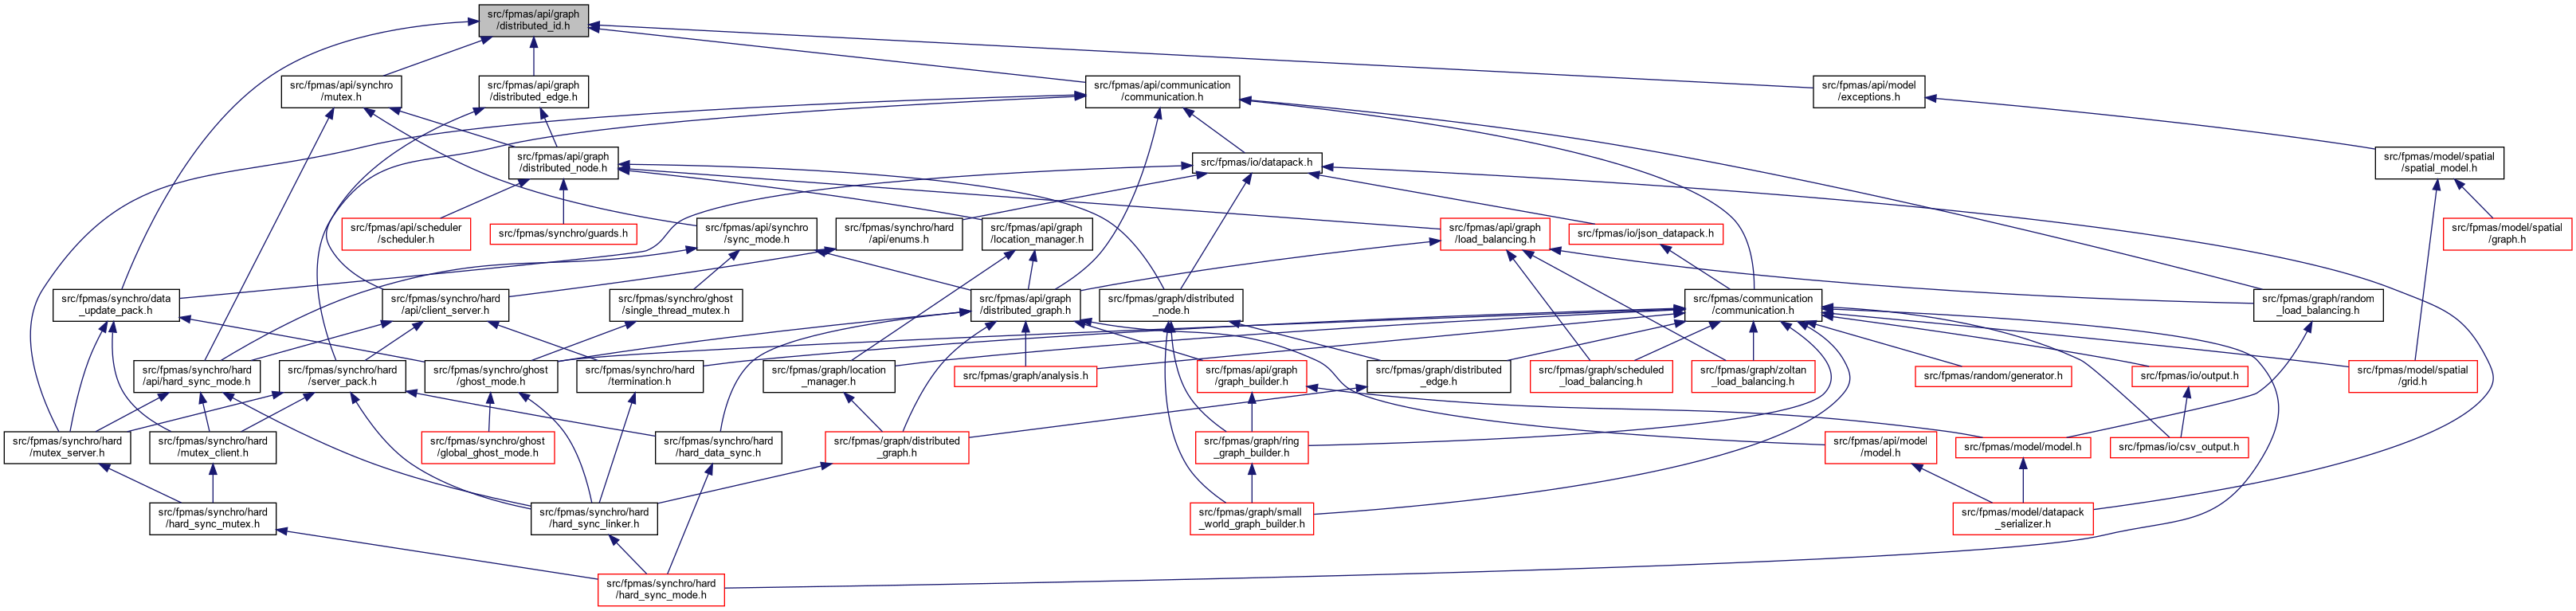 src/fpmas/api/graph
/distributed_id.h
src/fpmas/api/synchro
/mutex.h
src/fpmas/api/graph
/distributed_edge.h
src/fpmas/api/communication
/communication.h
src/fpmas/api/model
/exceptions.h
src/fpmas/api/graph
/distributed_node.h
src/fpmas/io/datapack.h
src/fpmas/model/spatial
/spatial_model.h
src/fpmas/api/scheduler
/scheduler.h
src/fpmas/synchro/guards.h
src/fpmas/api/synchro
/sync_mode.h
src/fpmas/synchro/hard
/api/enums.h
src/fpmas/api/graph
/location_manager.h
src/fpmas/api/graph
/load_balancing.h
src/fpmas/io/json_datapack.h
src/fpmas/model/spatial
/graph.h
src/fpmas/synchro/data
_update_pack.h
src/fpmas/synchro/hard
/api/client_server.h
src/fpmas/synchro/ghost
/single_thread_mutex.h
src/fpmas/api/graph
/distributed_graph.h
src/fpmas/graph/distributed
_node.h
src/fpmas/communication
/communication.h
src/fpmas/graph/random
_load_balancing.h
src/fpmas/synchro/hard
/api/hard_sync_mode.h
src/fpmas/synchro/hard
/server_pack.h
src/fpmas/synchro/ghost
/ghost_mode.h
src/fpmas/synchro/hard
/termination.h
src/fpmas/graph/location
_manager.h
src/fpmas/graph/analysis.h
src/fpmas/api/graph
/graph_builder.h
src/fpmas/graph/distributed
_edge.h
src/fpmas/graph/scheduled
_load_balancing.h
src/fpmas/graph/zoltan
_load_balancing.h
src/fpmas/random/generator.h
src/fpmas/io/output.h
src/fpmas/model/spatial
/grid.h
src/fpmas/synchro/hard
/mutex_server.h
src/fpmas/synchro/hard
/mutex_client.h
src/fpmas/synchro/ghost
/global_ghost_mode.h
src/fpmas/synchro/hard
/hard_data_sync.h
src/fpmas/graph/distributed
_graph.h
src/fpmas/graph/ring
_graph_builder.h
src/fpmas/api/model
/model.h
src/fpmas/model/model.h
src/fpmas/io/csv_output.h
src/fpmas/synchro/hard
/hard_sync_mutex.h
src/fpmas/synchro/hard
/hard_sync_linker.h
src/fpmas/graph/small
_world_graph_builder.h
src/fpmas/model/datapack
_serializer.h
src/fpmas/synchro/hard
/hard_sync_mode.h